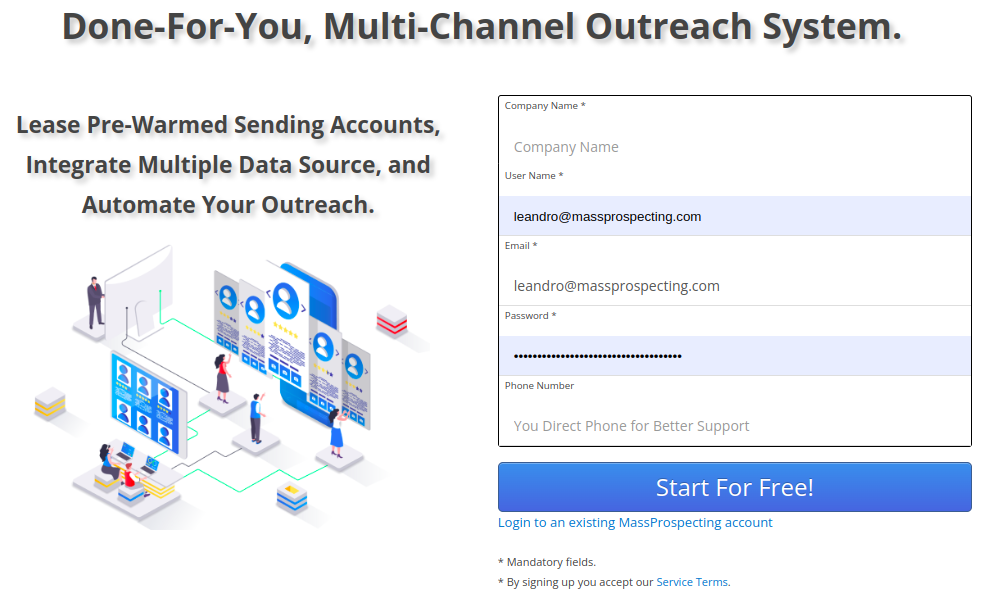 Done-For-You, Multi-Channel Outreach System.
Lease Pre-Warmed Sending Accounts,
Integrate Multiple Data Source, and
Automate Your Outreach.
Company Name *
Company Name
User Name *
leandro@massprospecting.com
Email *
leandro@massprospecting.com
Password *
••••••••••••••••••••••••••••••••••••
Phone Number
You Direct Phone for Better Support
Start For Free!
Login to an existing MassProspecting account
* Mandatory fields.
* By signing up you accept our Service Terms.